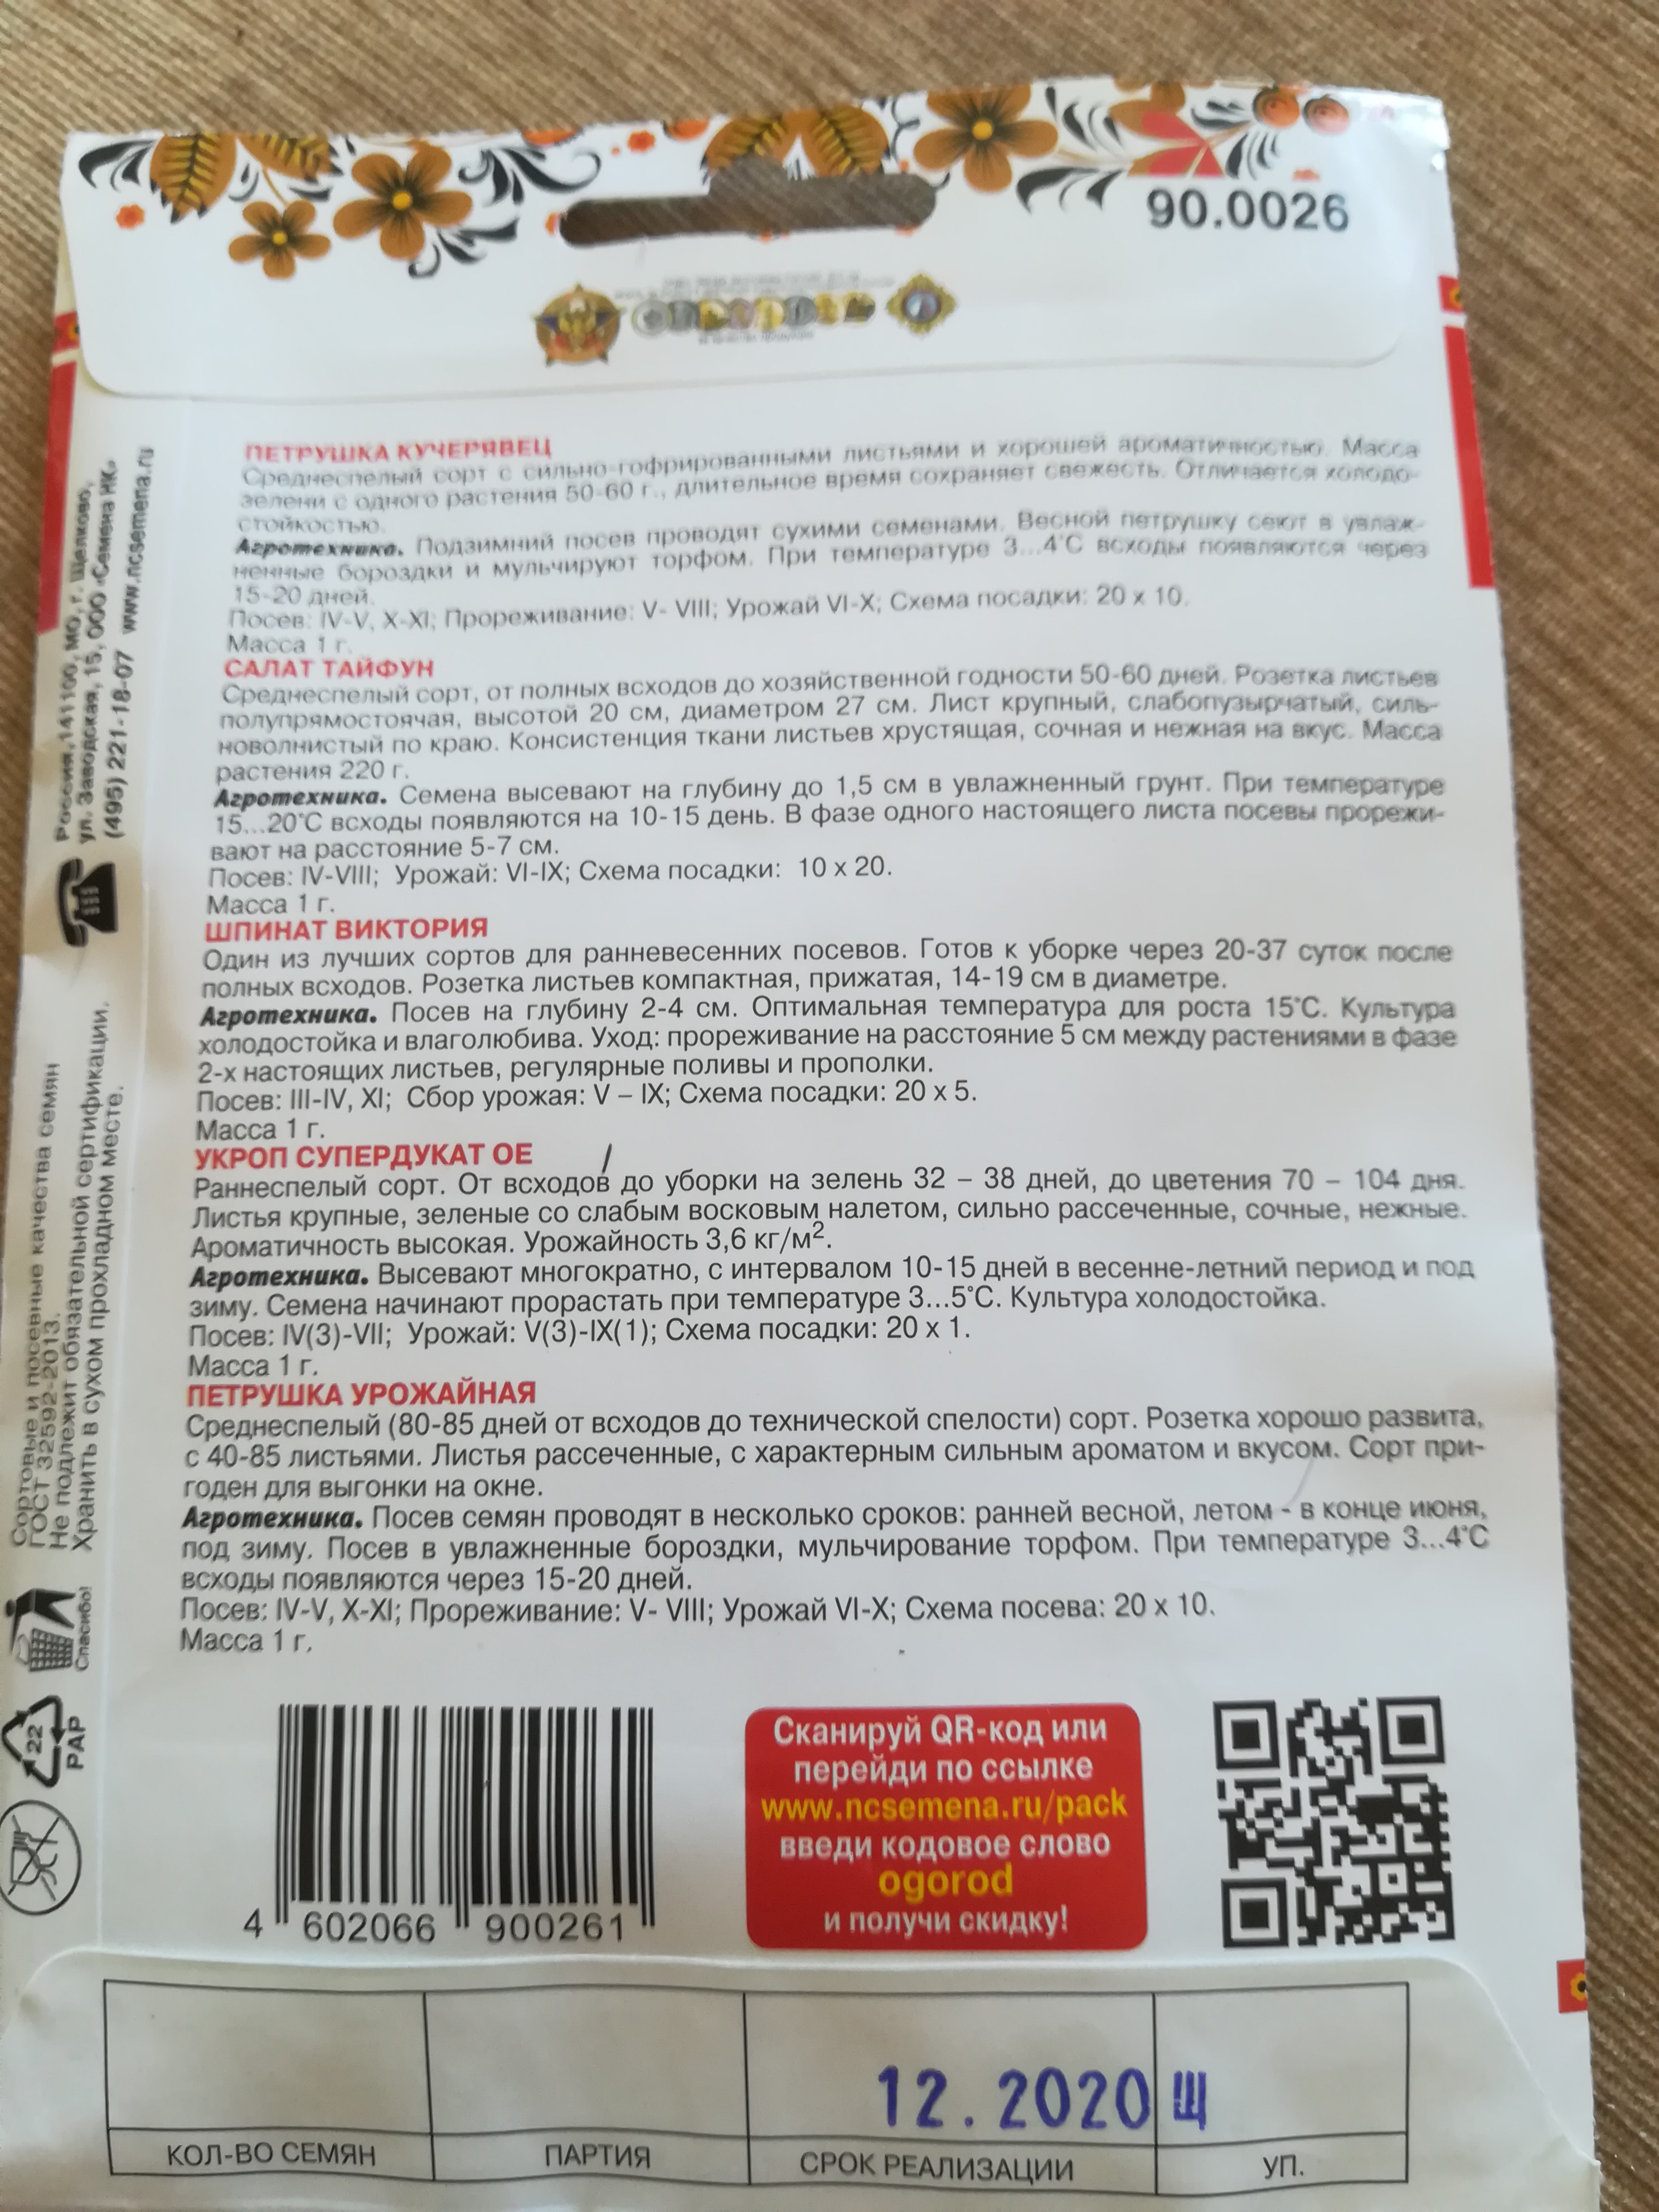 90.0026
ПЕТРУШКА КУЧЕРЯВЕЦ
Среднеспелый сорт с сильно-гофрированными листьями и хорошей ароматичностью. Масса
зелени с одного растения 50-60 г., длительное время сохраняет свежесть. Отличается холодо-
стойкостью.
Агротехника. Подзимний посев проводят сухими семенами. Весной петрушку сеют в увлаж-
ненные бороздки и мульчируют торфом. При температуре 3...4°С всходы появляются через
15-20 дней.
Посев: IV-V, X-XI; Прореживание: V- VIII; Урожай VI-X; Схема посадки: 20 х 10.
Масса 1 г.
САЛАТ ТАЙФУН
Среднеспелый сорт, от полных всходов до хозяйственной годности 50-60 дней. Розетка листьев
полупрямостоячая, высотой 20 см, диаметром 27 см. Лист крупный, слабопузырчатый, силь-
новолнистый по краю. Консистенция ткани листьев хрустящая, сочная и нежная на вкус. Масса
растения 220 г.
Агротехника. Семена высевают на глубину до 1,5 см в увлажненный грунт. При температуре
15...20°С всходы появляются на 10-15 день. В фазе одного настоящего листа посевы прорежи-
вают на расстояние 5-7 см.
Посев: IV-VIII; Урожай: VI-IX; Схема посадки: 10 х 20.
Масса 1 г.
ШПИНАТ ВИКТОРИЯ
Один из лучших сортов для ранневесенних посевов. Готов к уборке через 20-37 суток после
полных всходов. Розетка листьев компактная, прижатая, 14-19 см в диаметре.
Агротехника. Посев на глубину 2-4 см. Оптимальная температура для роста 15°С. Культура
холодостойка и влаголюбива. Уход: прореживание на расстояние 5 см между растениями в фазе
2-х настоящих листьев, регулярные поливы и прополки.
Посев: III-IV, XI; Сбор урожая: V – IX; Схема посадки: 20 х 5.
Масса 1 г.
УКРОП СУПЕРДУКАТ ОЕ
Раннеспелый сорт. От всходов до уборки на зелень 32 – 38 дней, до цветения 70 – 104 дня.
Листья крупные, зеленые со слабым восковым налетом, сильно рассеченные, сочные, нежные.
Ароматичность высокая. Урожайность 3,6 кг/м².
Агротехника. Высевают многократно, с интервалом 10-15 дней в весенне-летний период и под
зиму. Семена начинают прорастать при температуре 3...5°С. Культура холодостойка.
Посев: IV(3)-VII; Урожай: V(3)-IX(1); Схема посадки: 20 х 1.
Масса 1 г.
ПЕТРУШКА УРОЖАЙНАЯ
Среднеспелый (80-85 дней от всходов до технической спелости) сорт. Розетка хорошо развита,
с 40-85 листьями. Листья рассеченные, с характерным сильным ароматом и вкусом. Сорт при-
годен для выгонки на окне.
Агротехника. Посев семян проводят в несколько сроков: ранней весной, летом - в конце июня,
под зиму. Посев в увлажненные бороздки, мульчирование торфом. При температуре 3...4°С
всходы появляются через 15-20 дней.
Посев: IV-V, X-XI; Прореживание: V- VIII; Урожай VI-X; Схема посева: 20 х 10.
Масса 1 г.
Россия,141100, МО, г. Щелково,
ул. Заводская, 15, ООО «Семена НК»
(495) 221-18-07 www.ncsemena.ru
Сортовые и посевные качества семян
ГОСТ 32592-2013.
Не подлежит обязательной сертификации.
Хранить в сухом прохладном месте.
Спасибо!
22
PAP
4 602066 900261
Сканируй QR-код или
перейди по ссылке
www.ncsemena.ru/pack
введи кодовое слово
ogorod
и получи скидку!
12.2020 Щ
КОЛ-ВО СЕМЯН
ПАРТИЯ
СРОК РЕАЛИЗАЦИИ
УП.